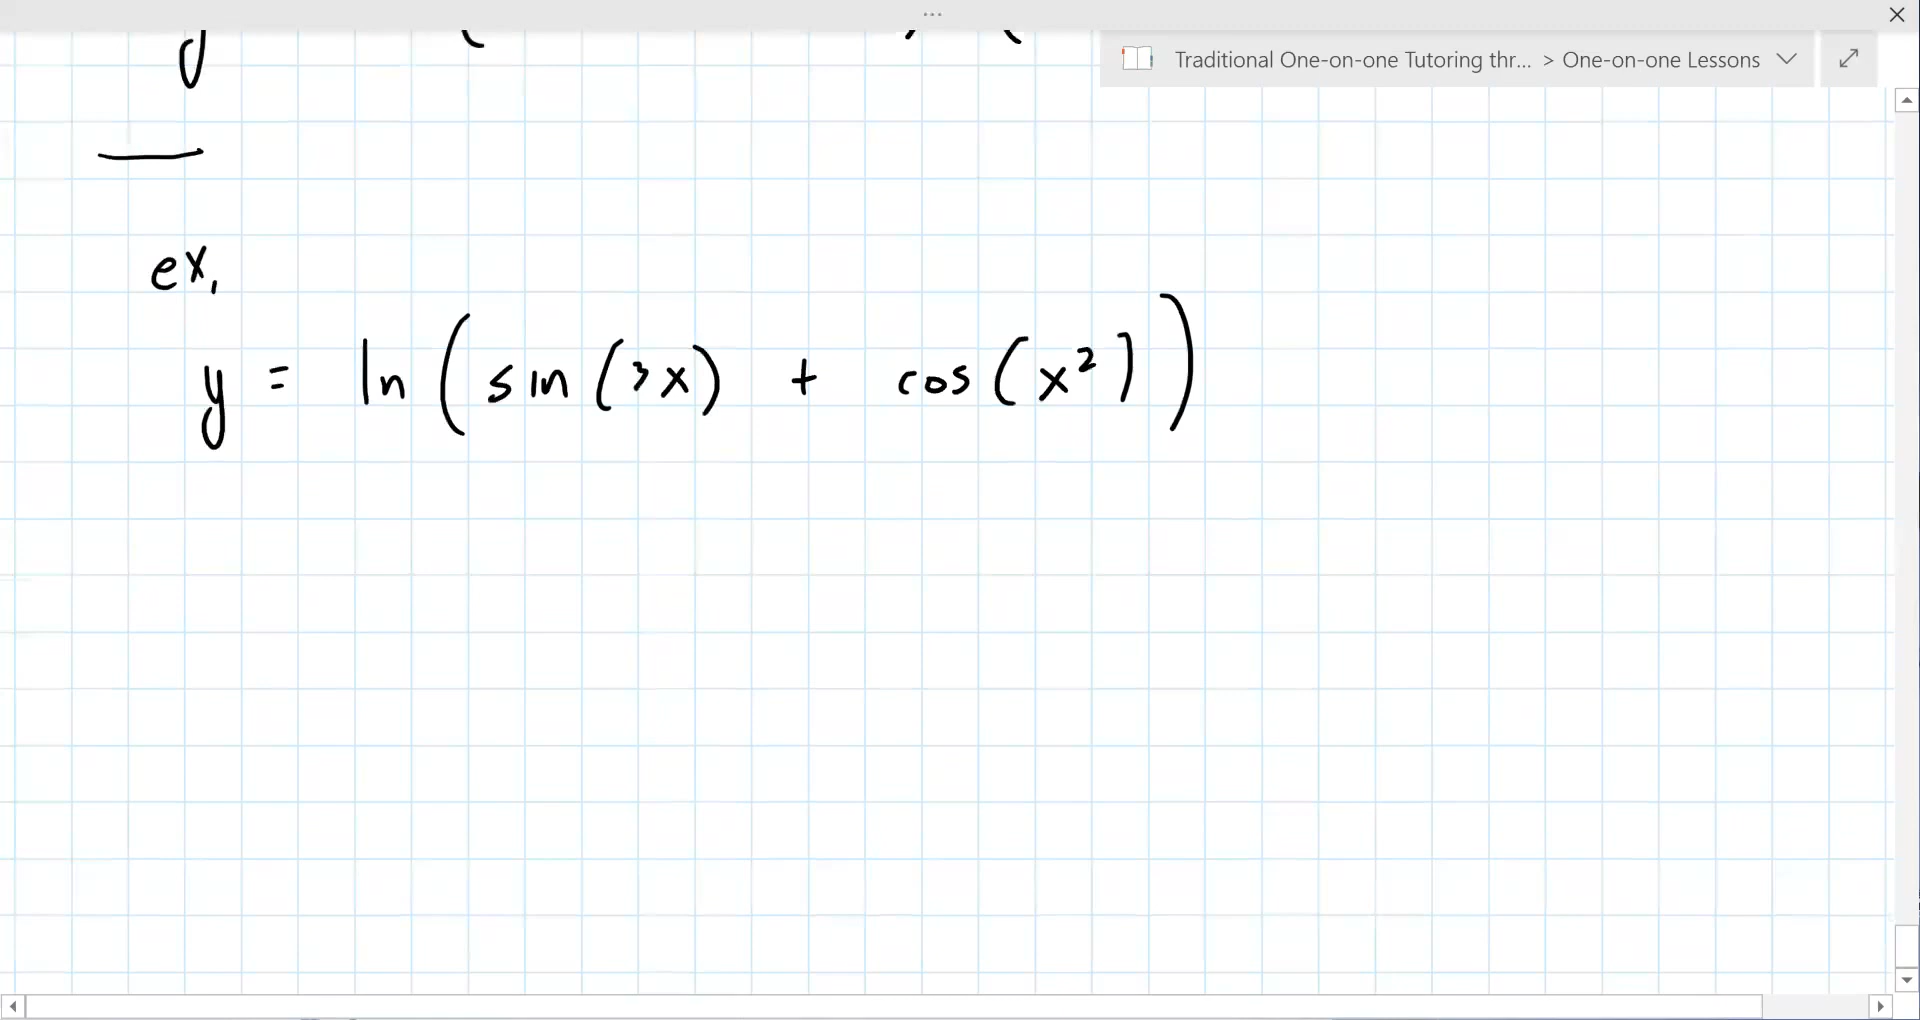 ...
Traditional One-on-one Tutoring thr... > One-on-one Lessons
ex.
y = ln(sin(3x) + cos(x²))